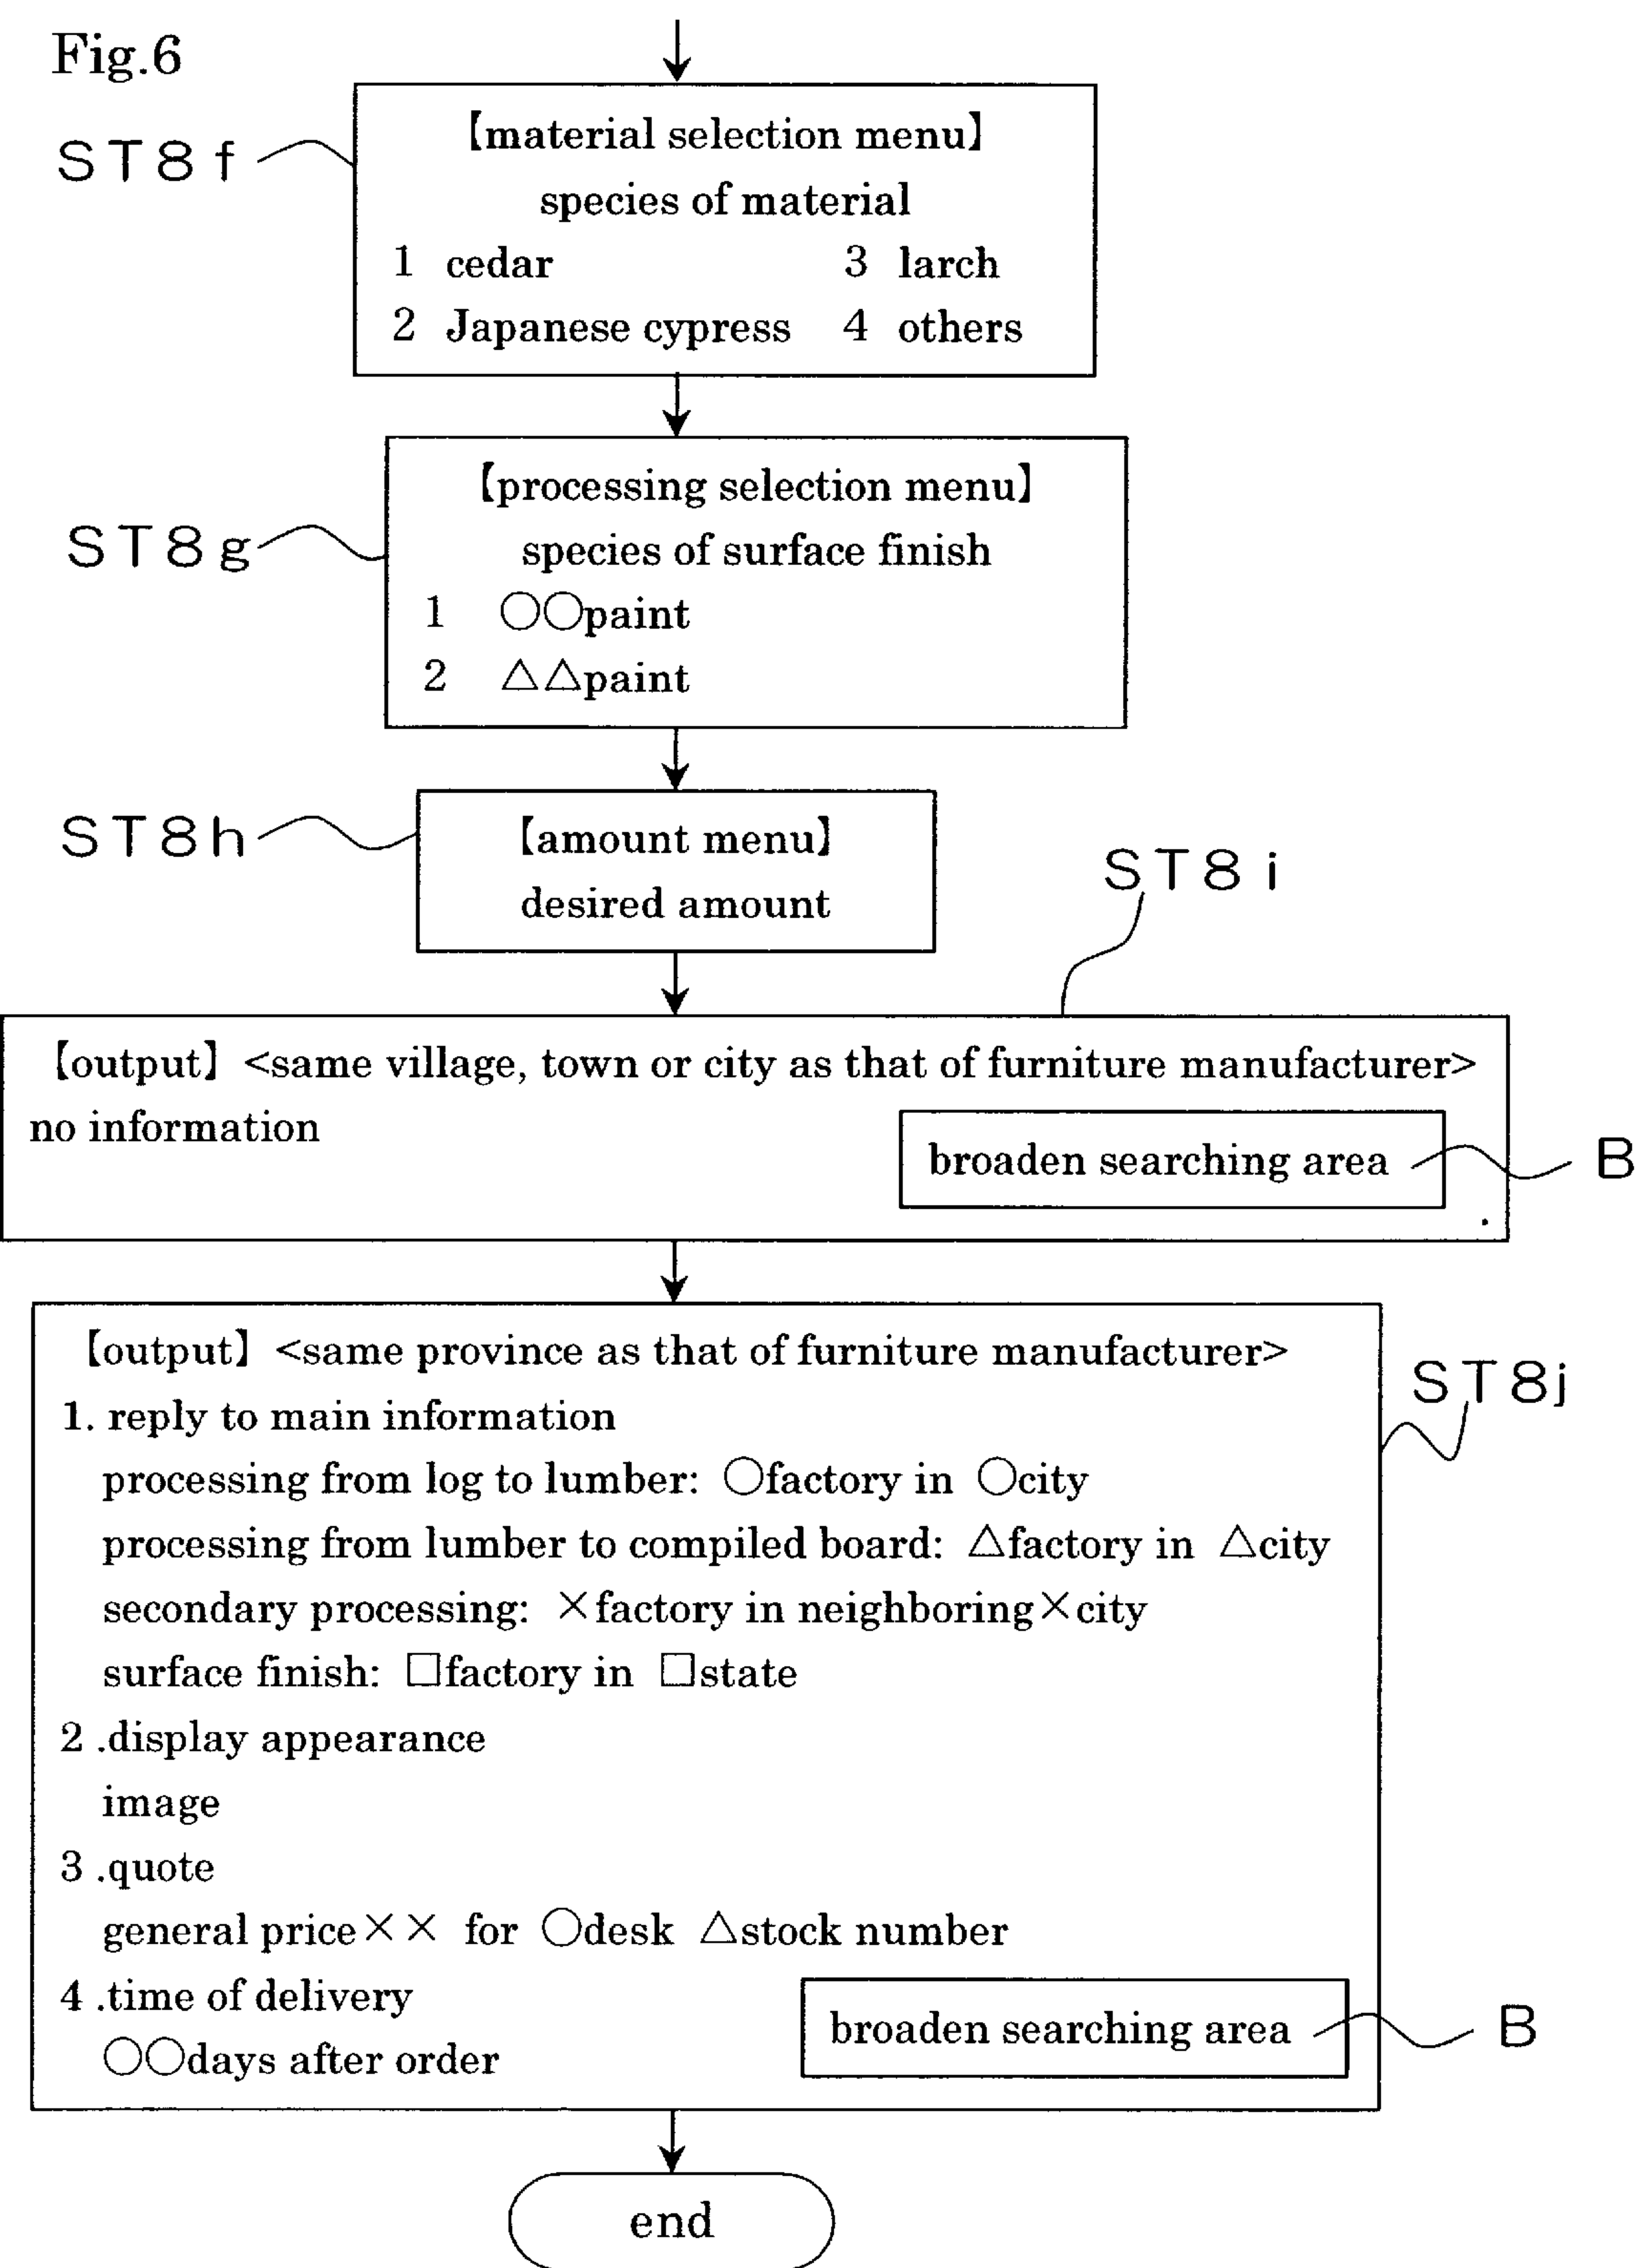 Fig.6
ST8f
【material selection menu】
species of material
1 cedar 3 larch
2 Japanese cypress 4 others
ST8g
【processing selection menu】
species of surface finish
1 ○○paint
2 △△paint
ST8h
【amount menu】
desired amount
ST8i
【output】<same village, town or city as that of furniture manufacturer>
no information
broaden searching area
B
【output】<same province as that of furniture manufacturer>
ST8j
1. reply to main information
processing from log to lumber: ○factory in ○city
processing from lumber to compiled board: △factory in △city
secondary processing: ×factory in neighboring×city
surface finish: □factory in □state
2 .display appearance
image
3 .quote
general price×× for ○desk △stock number
4 .time of delivery
○○days after order
broaden searching area
B
end